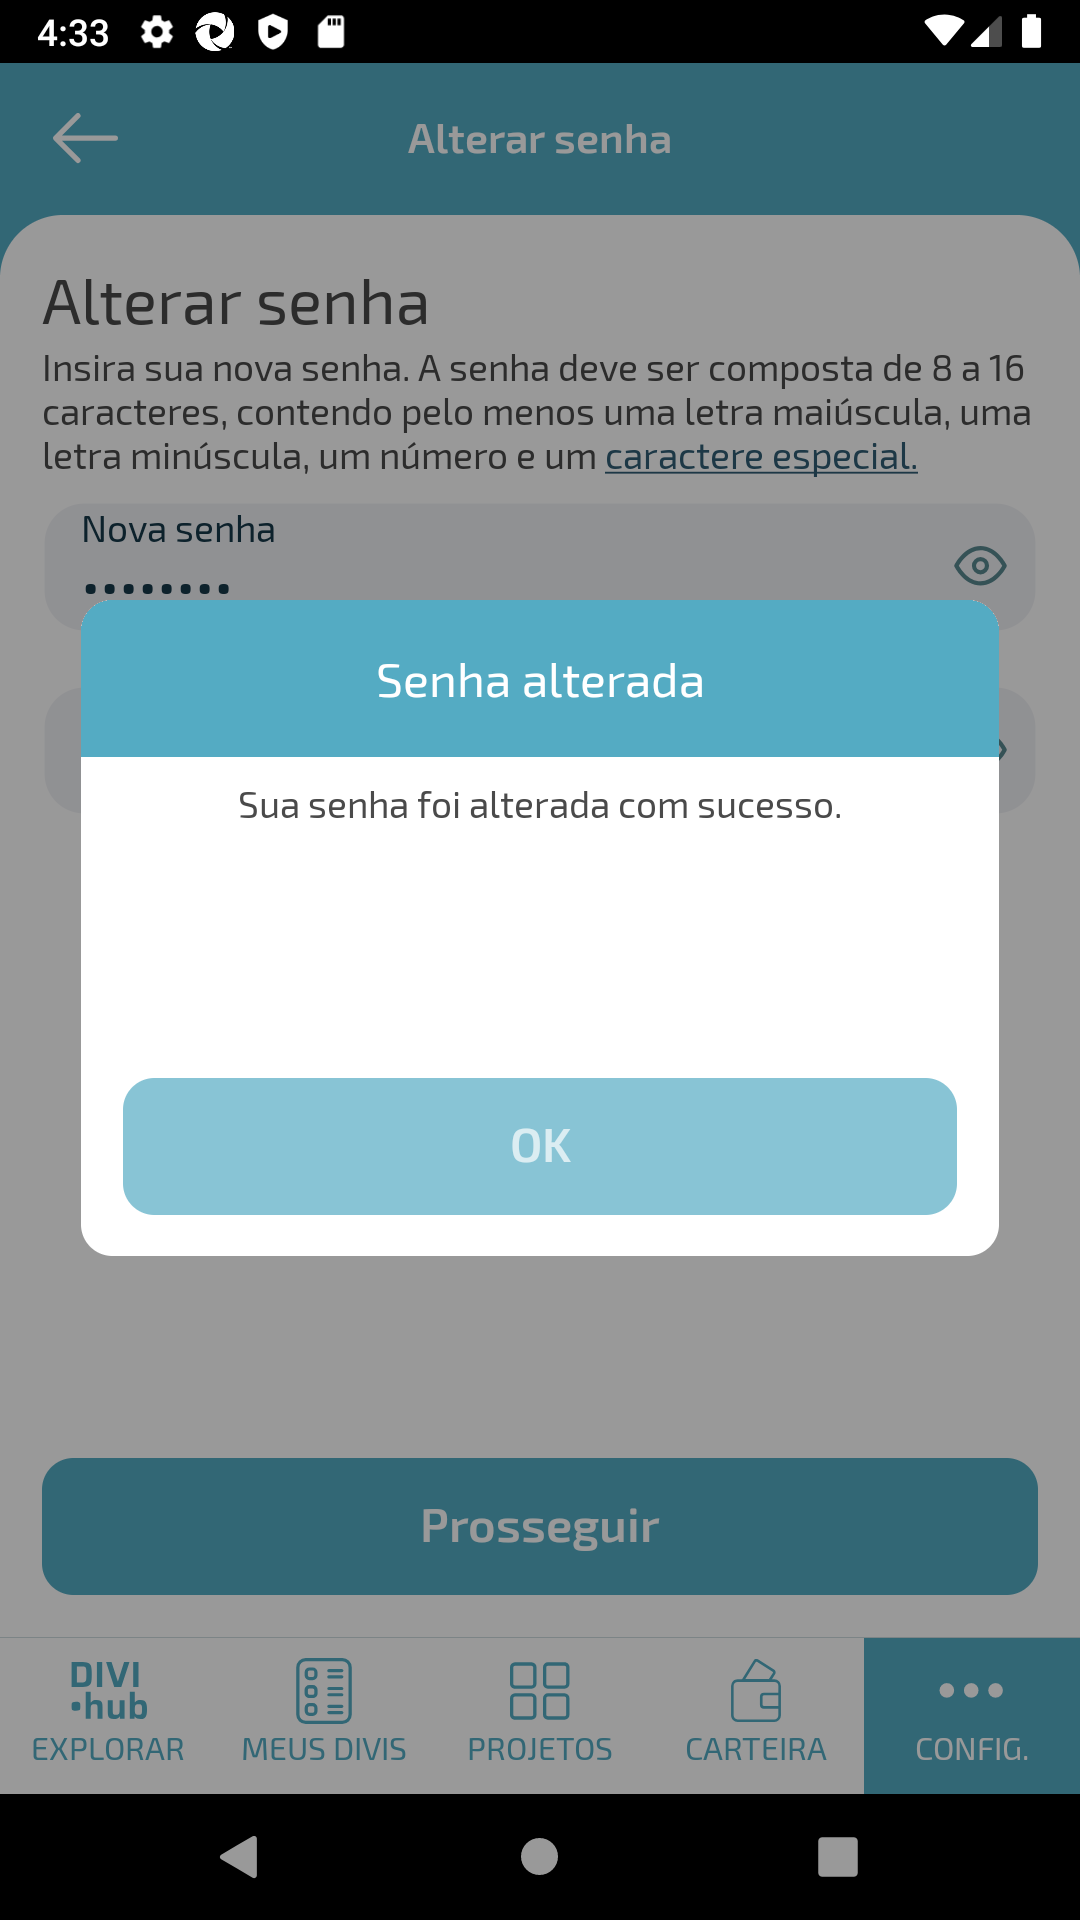 4:33
Alterar senha
Alterar senha
Insira sua nova senha. A senha deve ser composta de 8 a 16
caracteres, contendo pelo menos uma letra maiúscula, uma
letra minúscula, um número e um caractere especial.
Nova senha
••••••••
Senha alterada
Sua senha foi alterada com sucesso.
OK
Prosseguir
DIVI
•hub
EXPLORAR
MEUS DIVIS
PROJETOS
CARTEIRA
CONFIG.